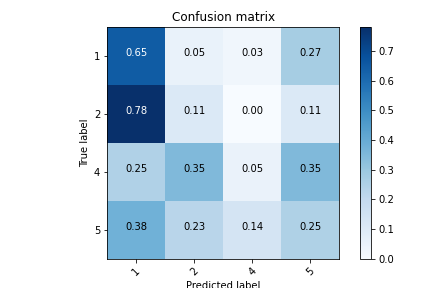 Confusion matrix
True label
1 0.65 0.05 0.03 0.27
2 0.78 0.11 0.00 0.11
4 0.25 0.35 0.05 0.35
5 0.38 0.23 0.14 0.25
1 2 4 5
Predicted label
0.7
0.6
0.5
0.4
0.3
0.2
0.1
0.0